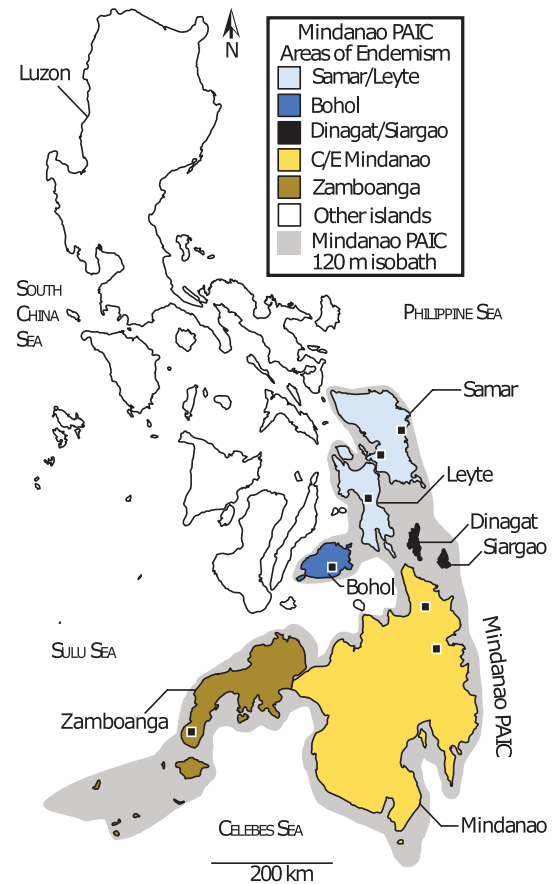 Mindanao PAIC
Areas of Endemism
Samar/Leyte
Bohol
Dinagat/Siargao
C/E Mindanao
Zamboanga
Other islands
Mindanao PAIC
120 m isobath
N
Luzon
SOUTH
CHINA
SEA
PHILIPPINE SEA
Samar
Leyte
Dinagat
Siargao
Bohol
SULU SEA
Mindanao PAIC
Zamboanga
CELEBES SEA
Mindanao
200 km